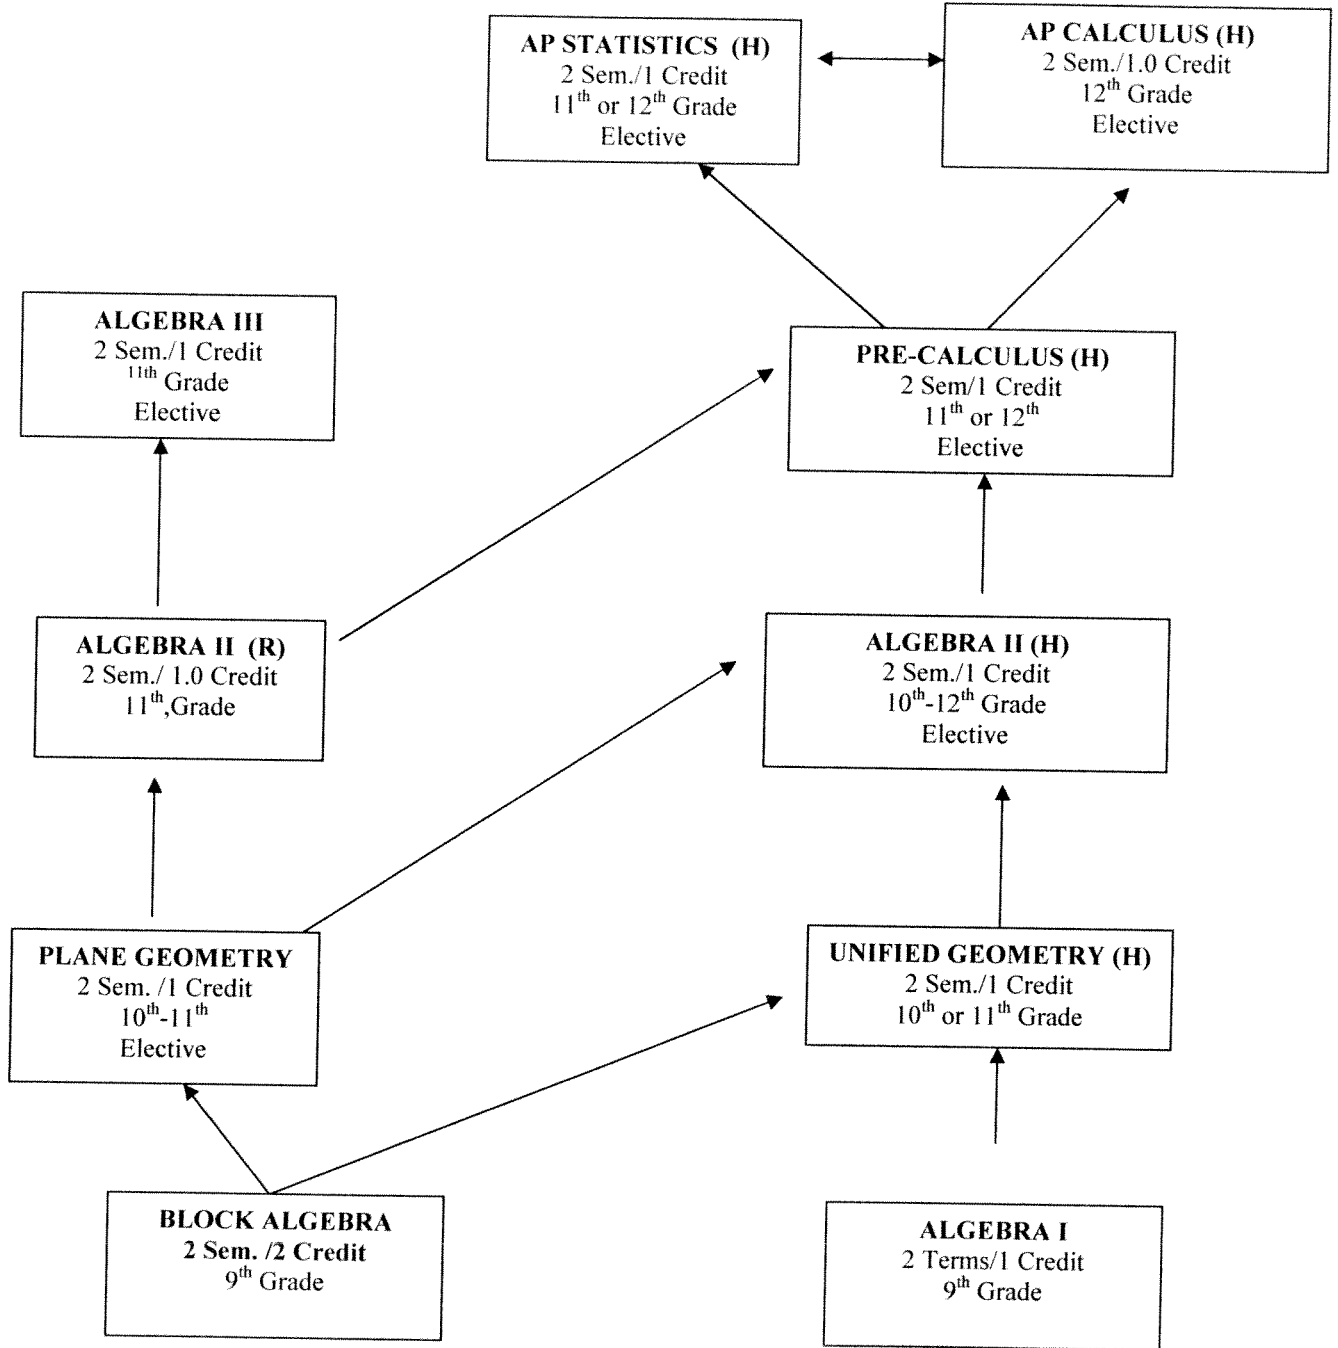 AP STATISTICS (H)
2 Sem./1 Credit
11th or 12th Grade
Elective
AP CALCULUS (H)
2 Sem./1.0 Credit
12th Grade
Elective
ALGEBRA III
2 Sem./1 Credit
11th Grade
Elective
PRE-CALCULUS (H)
2 Sem/1 Credit
11th or 12th
Elective
ALGEBRA II (R)
2 Sem./ 1.0 Credit
11th,Grade
ALGEBRA II (H)
2 Sem./1 Credit
10th-12th Grade
Elective
PLANE GEOMETRY
2 Sem. /1 Credit
10th-11th
Elective
UNIFIED GEOMETRY (H)
2 Sem./1 Credit
10th or 11th Grade
BLOCK ALGEBRA
2 Sem. /2 Credit
9th Grade
ALGEBRA I
2 Terms/1 Credit
9th Grade